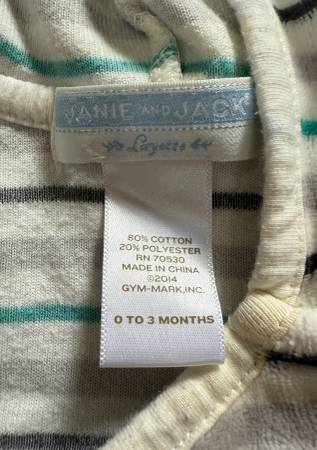 JANIE AND JACK
Layette
80% COTTON
20% POLYESTER
RN 70530
MADE IN CHINA
©2014
GYM-MARK,INC.
0 TO 3 MONTHS